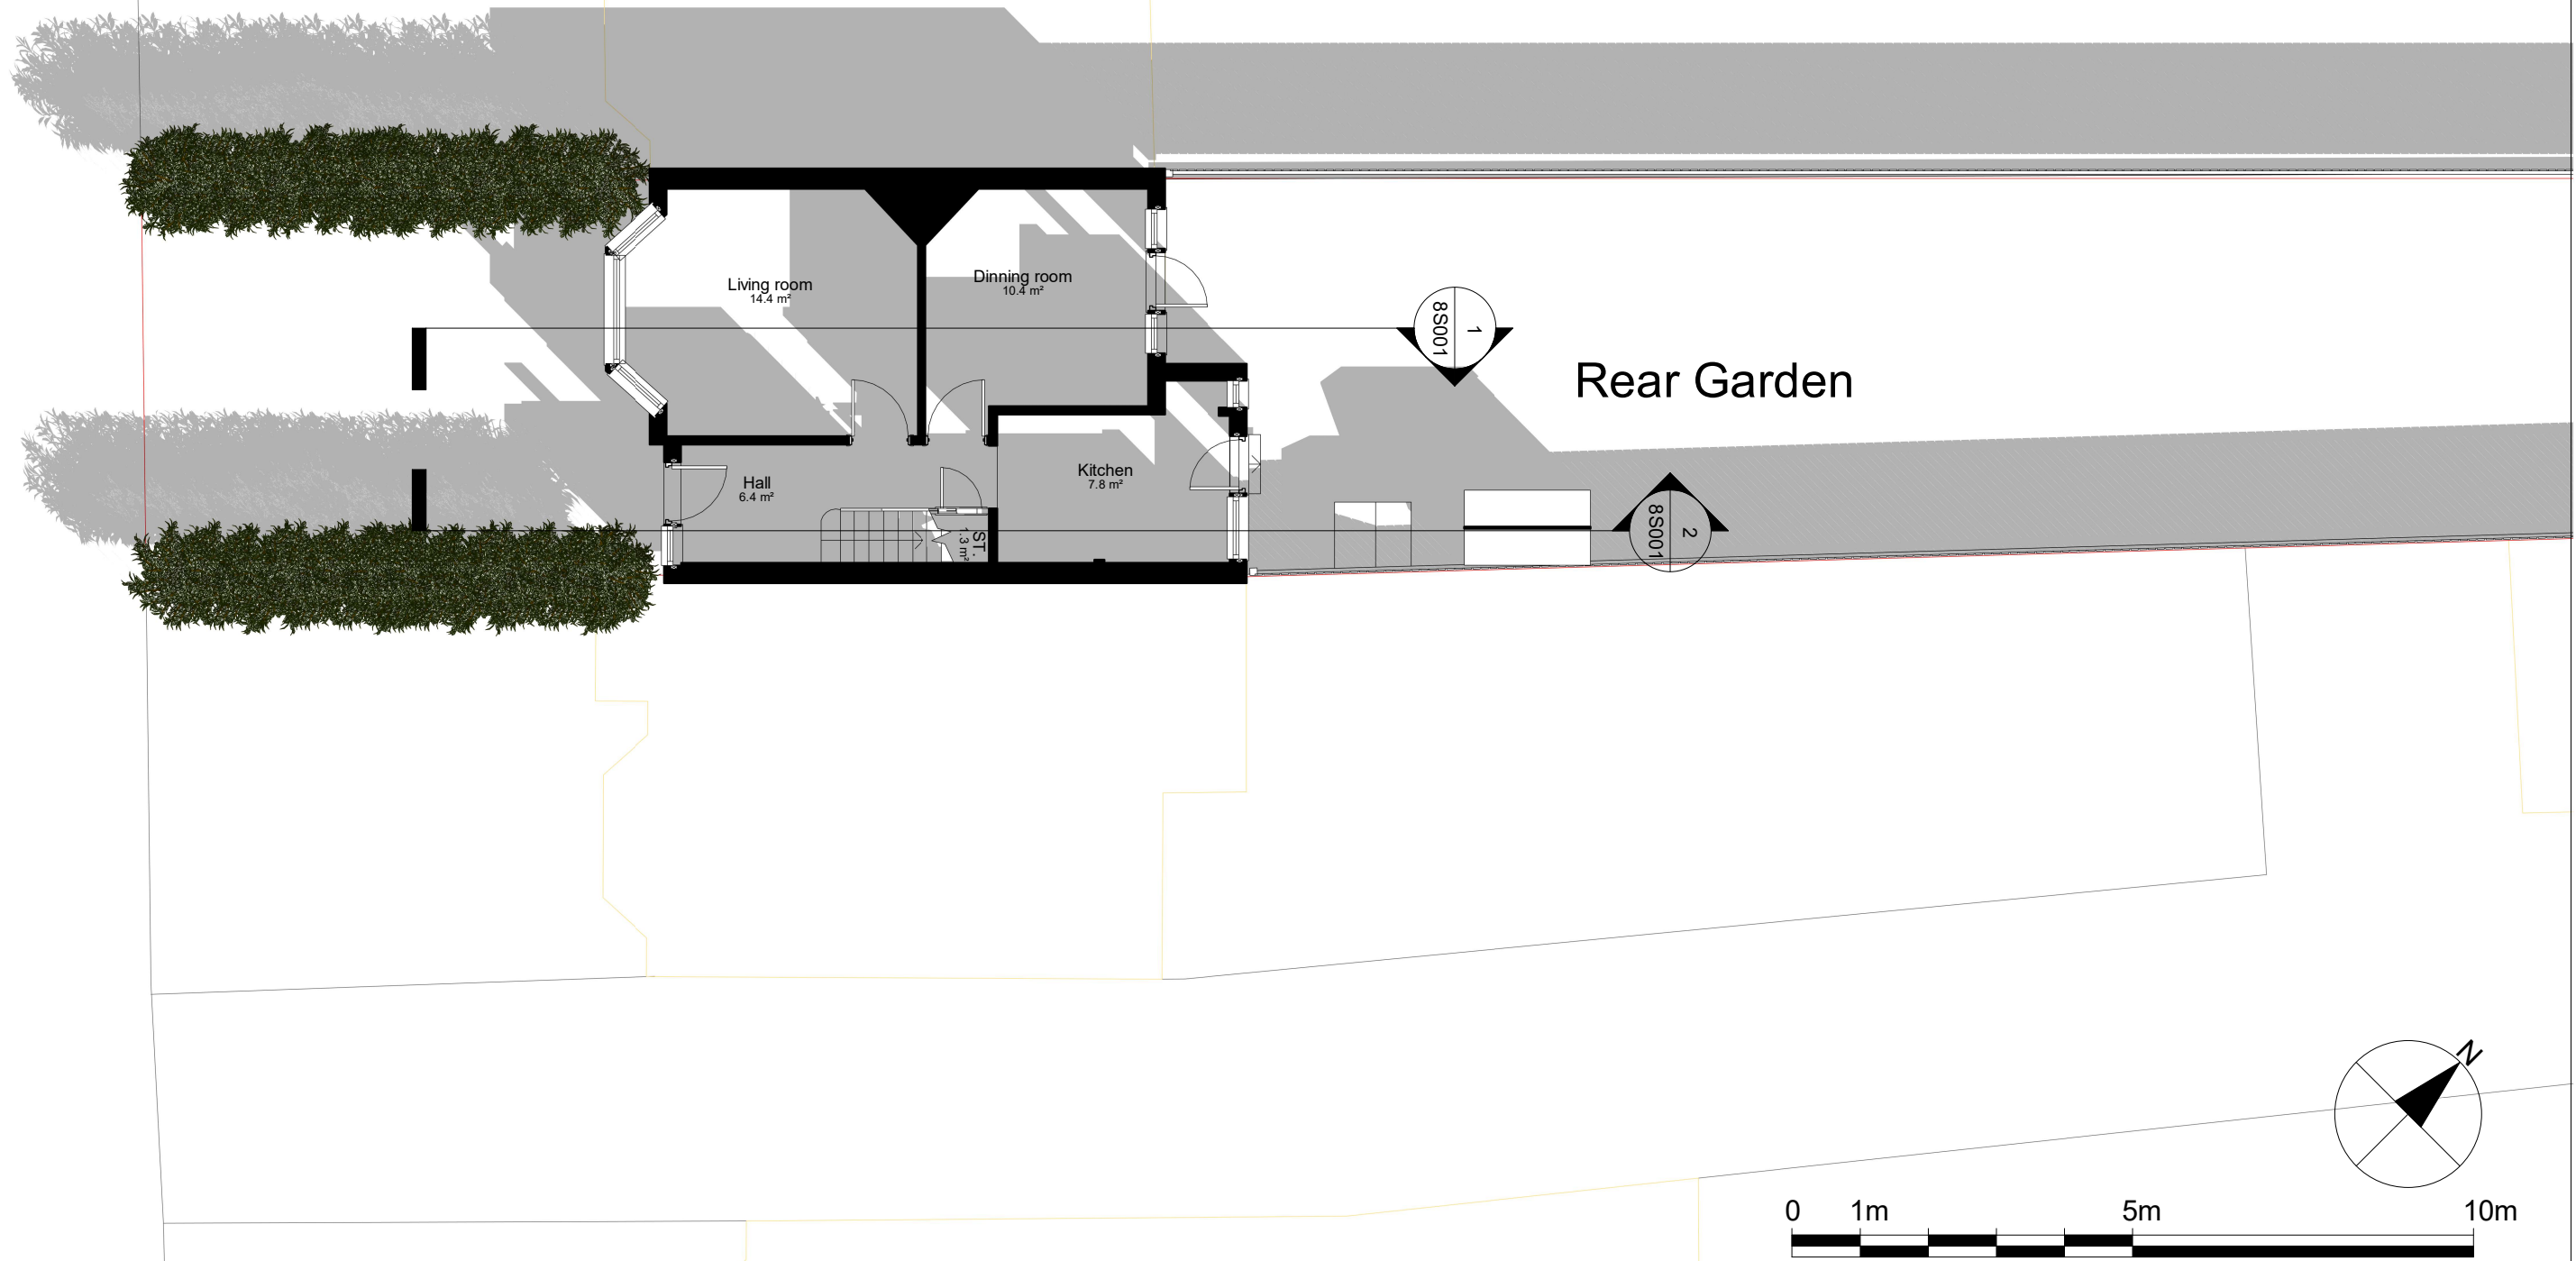 Living room
14.4 m²
Dinning room
10.4 m²
1
8S001
Rear Garden
Hall
6.4 m²
Kitchen
7.8 m²
ST.
1.3 m²
2
8S001
N
0 1m 5m 10m